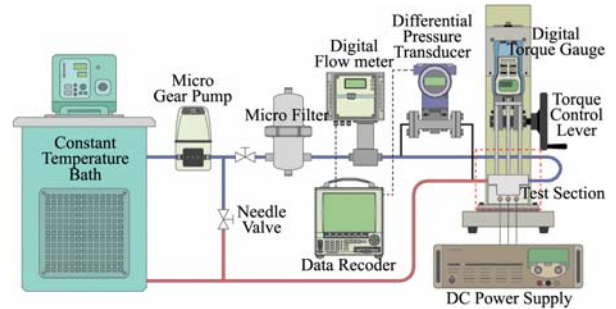 Differential
Pressure
Transducer
Digital
Torque Gauge
Digital
Flow meter
Micro
Gear Pump
Micro Filter
Torque
Control
Lever
Constant
Temperature
Bath
Test Section
Needle
Valve
Data Recoder
DC Power Supply